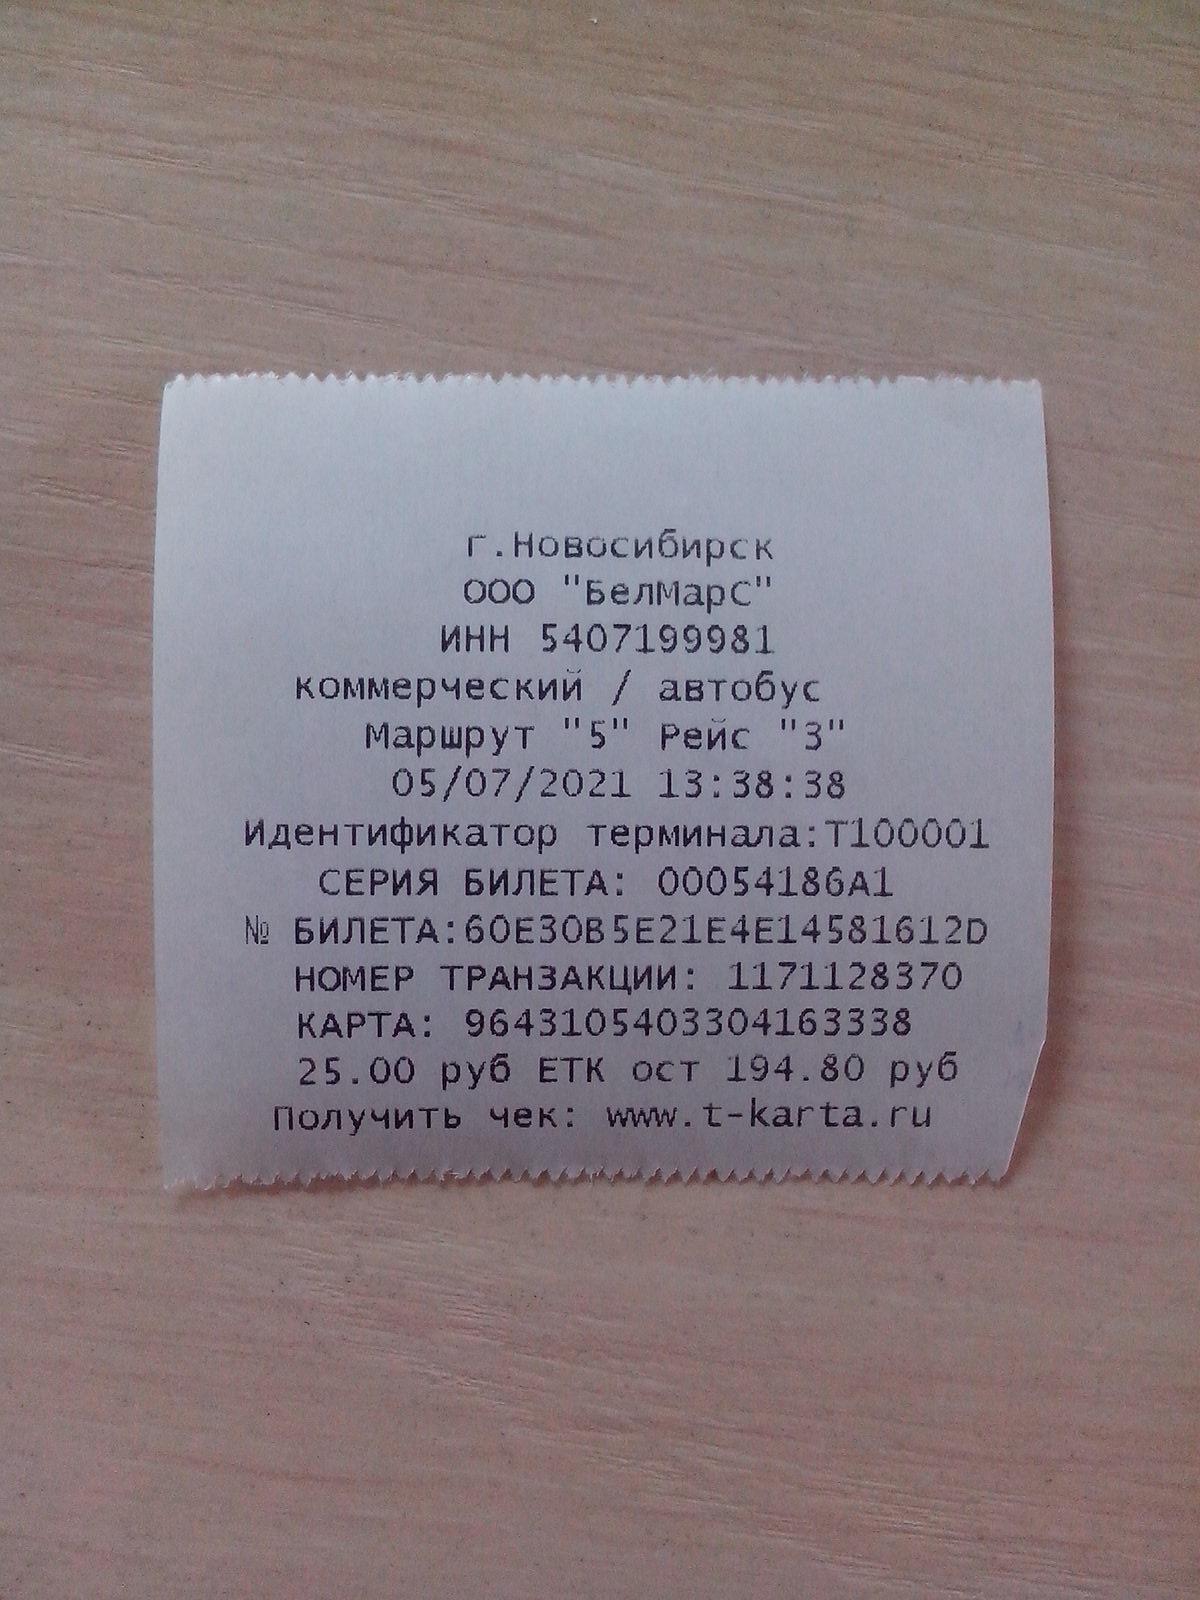 г.Новосибирск
ООО "БелМарС"
ИНН 5407199981
коммерческий / автобус
Маршрут "5" Рейс "3"
05/07/2021 13:38:38
Идентификатор терминала:T100001
СЕРИЯ БИЛЕТА: 00054186A1
№ БИЛЕТА:60E30B5E21E4E14581612D
НОМЕР ТРАНЗАКЦИИ: 1171128370
КАРТА: 9643105403304163338
25.00 руб ЕТК ост 194.80 руб
Получить чек: www.t-karta.ru